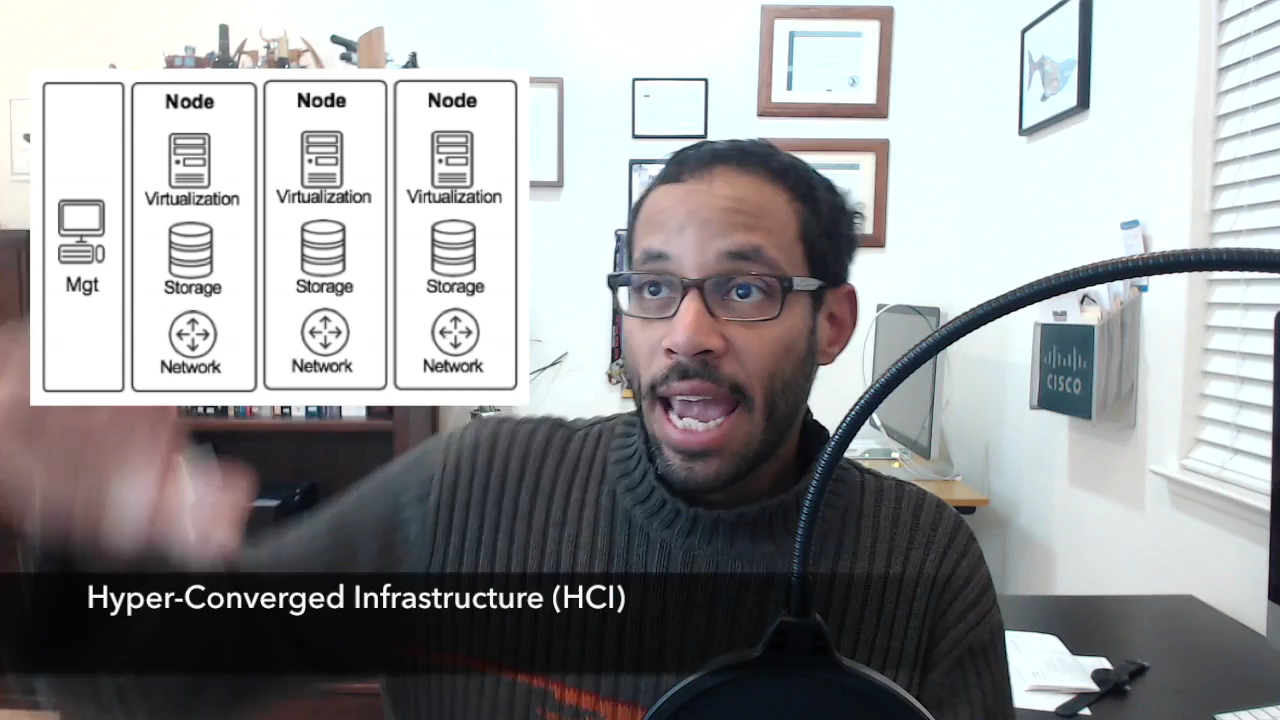 Node
Node
Node
Virtualization
Virtualization
Virtualization
Storage
Storage
Storage
Mgt
Network
Network
Network
CISCO
Hyper-Converged Infrastructure (HCI)